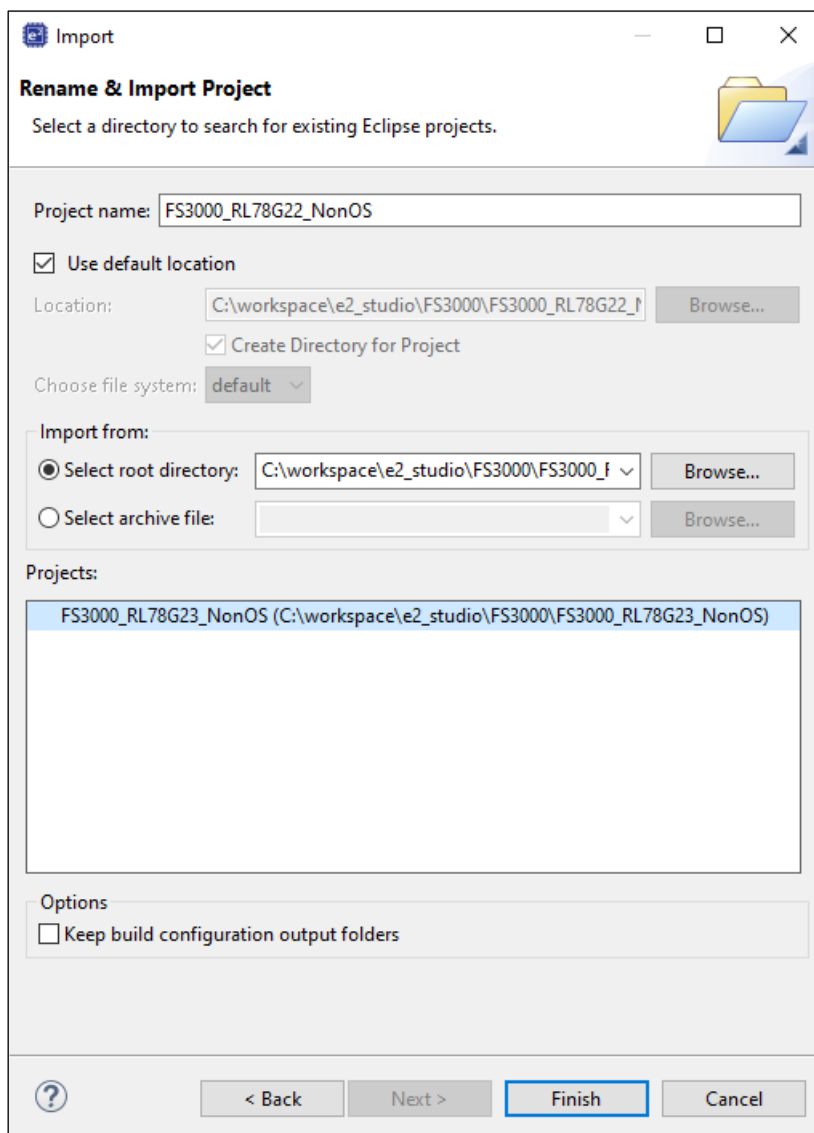 e²
Import
Rename & Import Project
Select a directory to search for existing Eclipse projects.
Project name: FS3000_RL78G22_NonOS
Use default location
Location: C:\workspace\e2_studio\FS3000\FS3000_RL78G22_N Browse...
Create Directory for Project
Choose file system: default
Import from:
Select root directory: C:\workspace\e2_studio\FS3000\FS3000_F Browse...
Select archive file: Browse...
Projects:
FS3000_RL78G23_NonOS (C:\workspace\e2_studio\FS3000\FS3000_RL78G23_NonOS)
Options
Keep build configuration output folders
? < Back Next > Finish Cancel